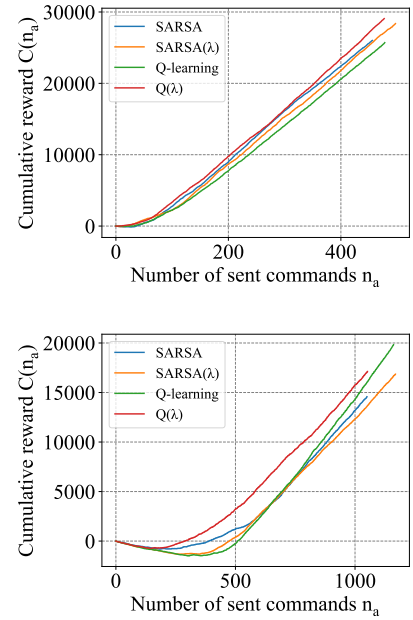 30000
20000
10000
0
Cumulative reward C(nₐ)
SARSA
SARSA(λ)
Q-learning
Q(λ)
0 200 400
Number of sent commands nₐ
20000
15000
10000
5000
0
Cumulative reward C(nₐ)
SARSA
SARSA(λ)
Q-learning
Q(λ)
0 500 1000
Number of sent commands nₐ